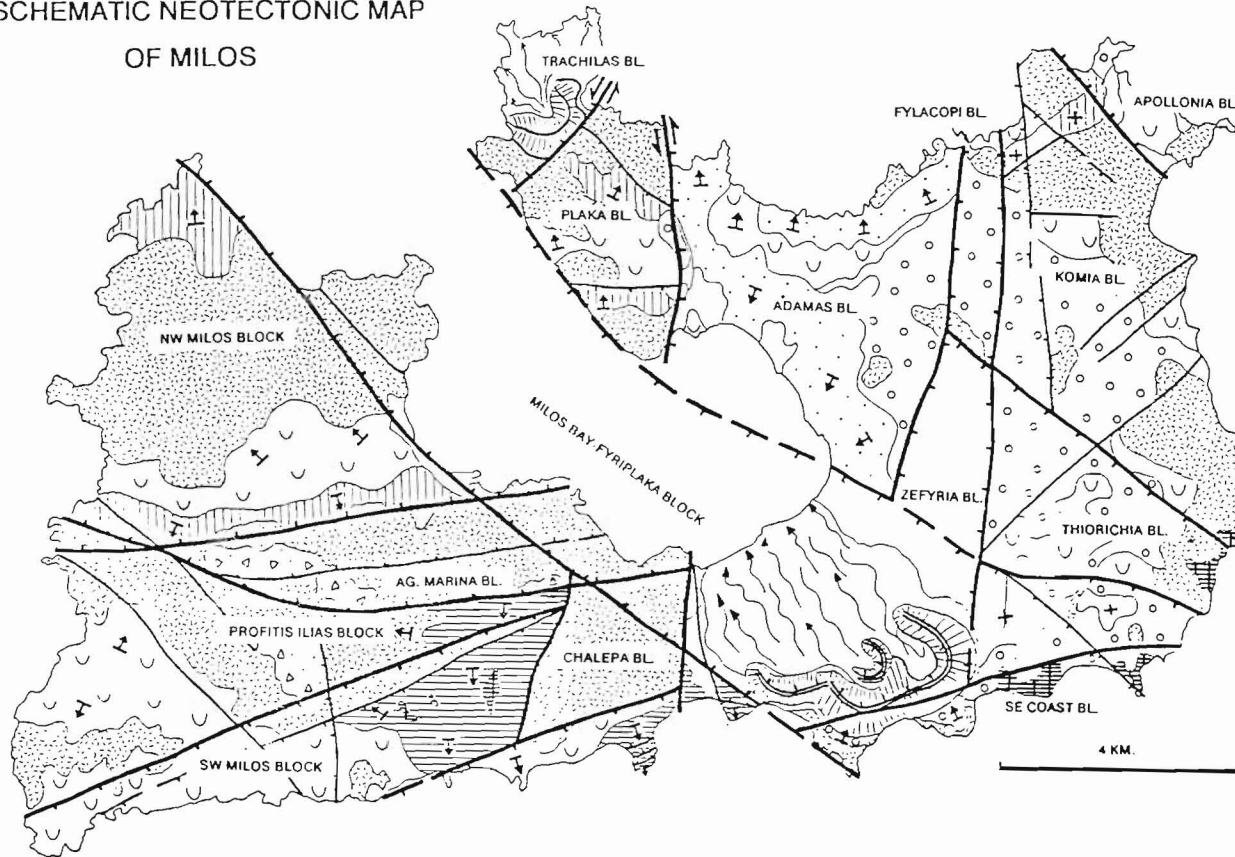 SCHEMATIC NEOTECTONIC MAP
OF MILOS
TRACHILAS BL.
FYLACOPI BL.
APOLLONIA BL.
PLAKA BL.
KOMIA BL.
ADAMAS BL.
NW MILOS BLOCK
MILOS BAY-FYRIPLAKA BLOCK
ZEFYRIA BL.
THIORICHIA BL.
AG. MARINA BL.
PROFITIS ILIAS BLOCK
CHALEPA BL.
SE COAST BL.
SW MILOS BLOCK
4 KM.